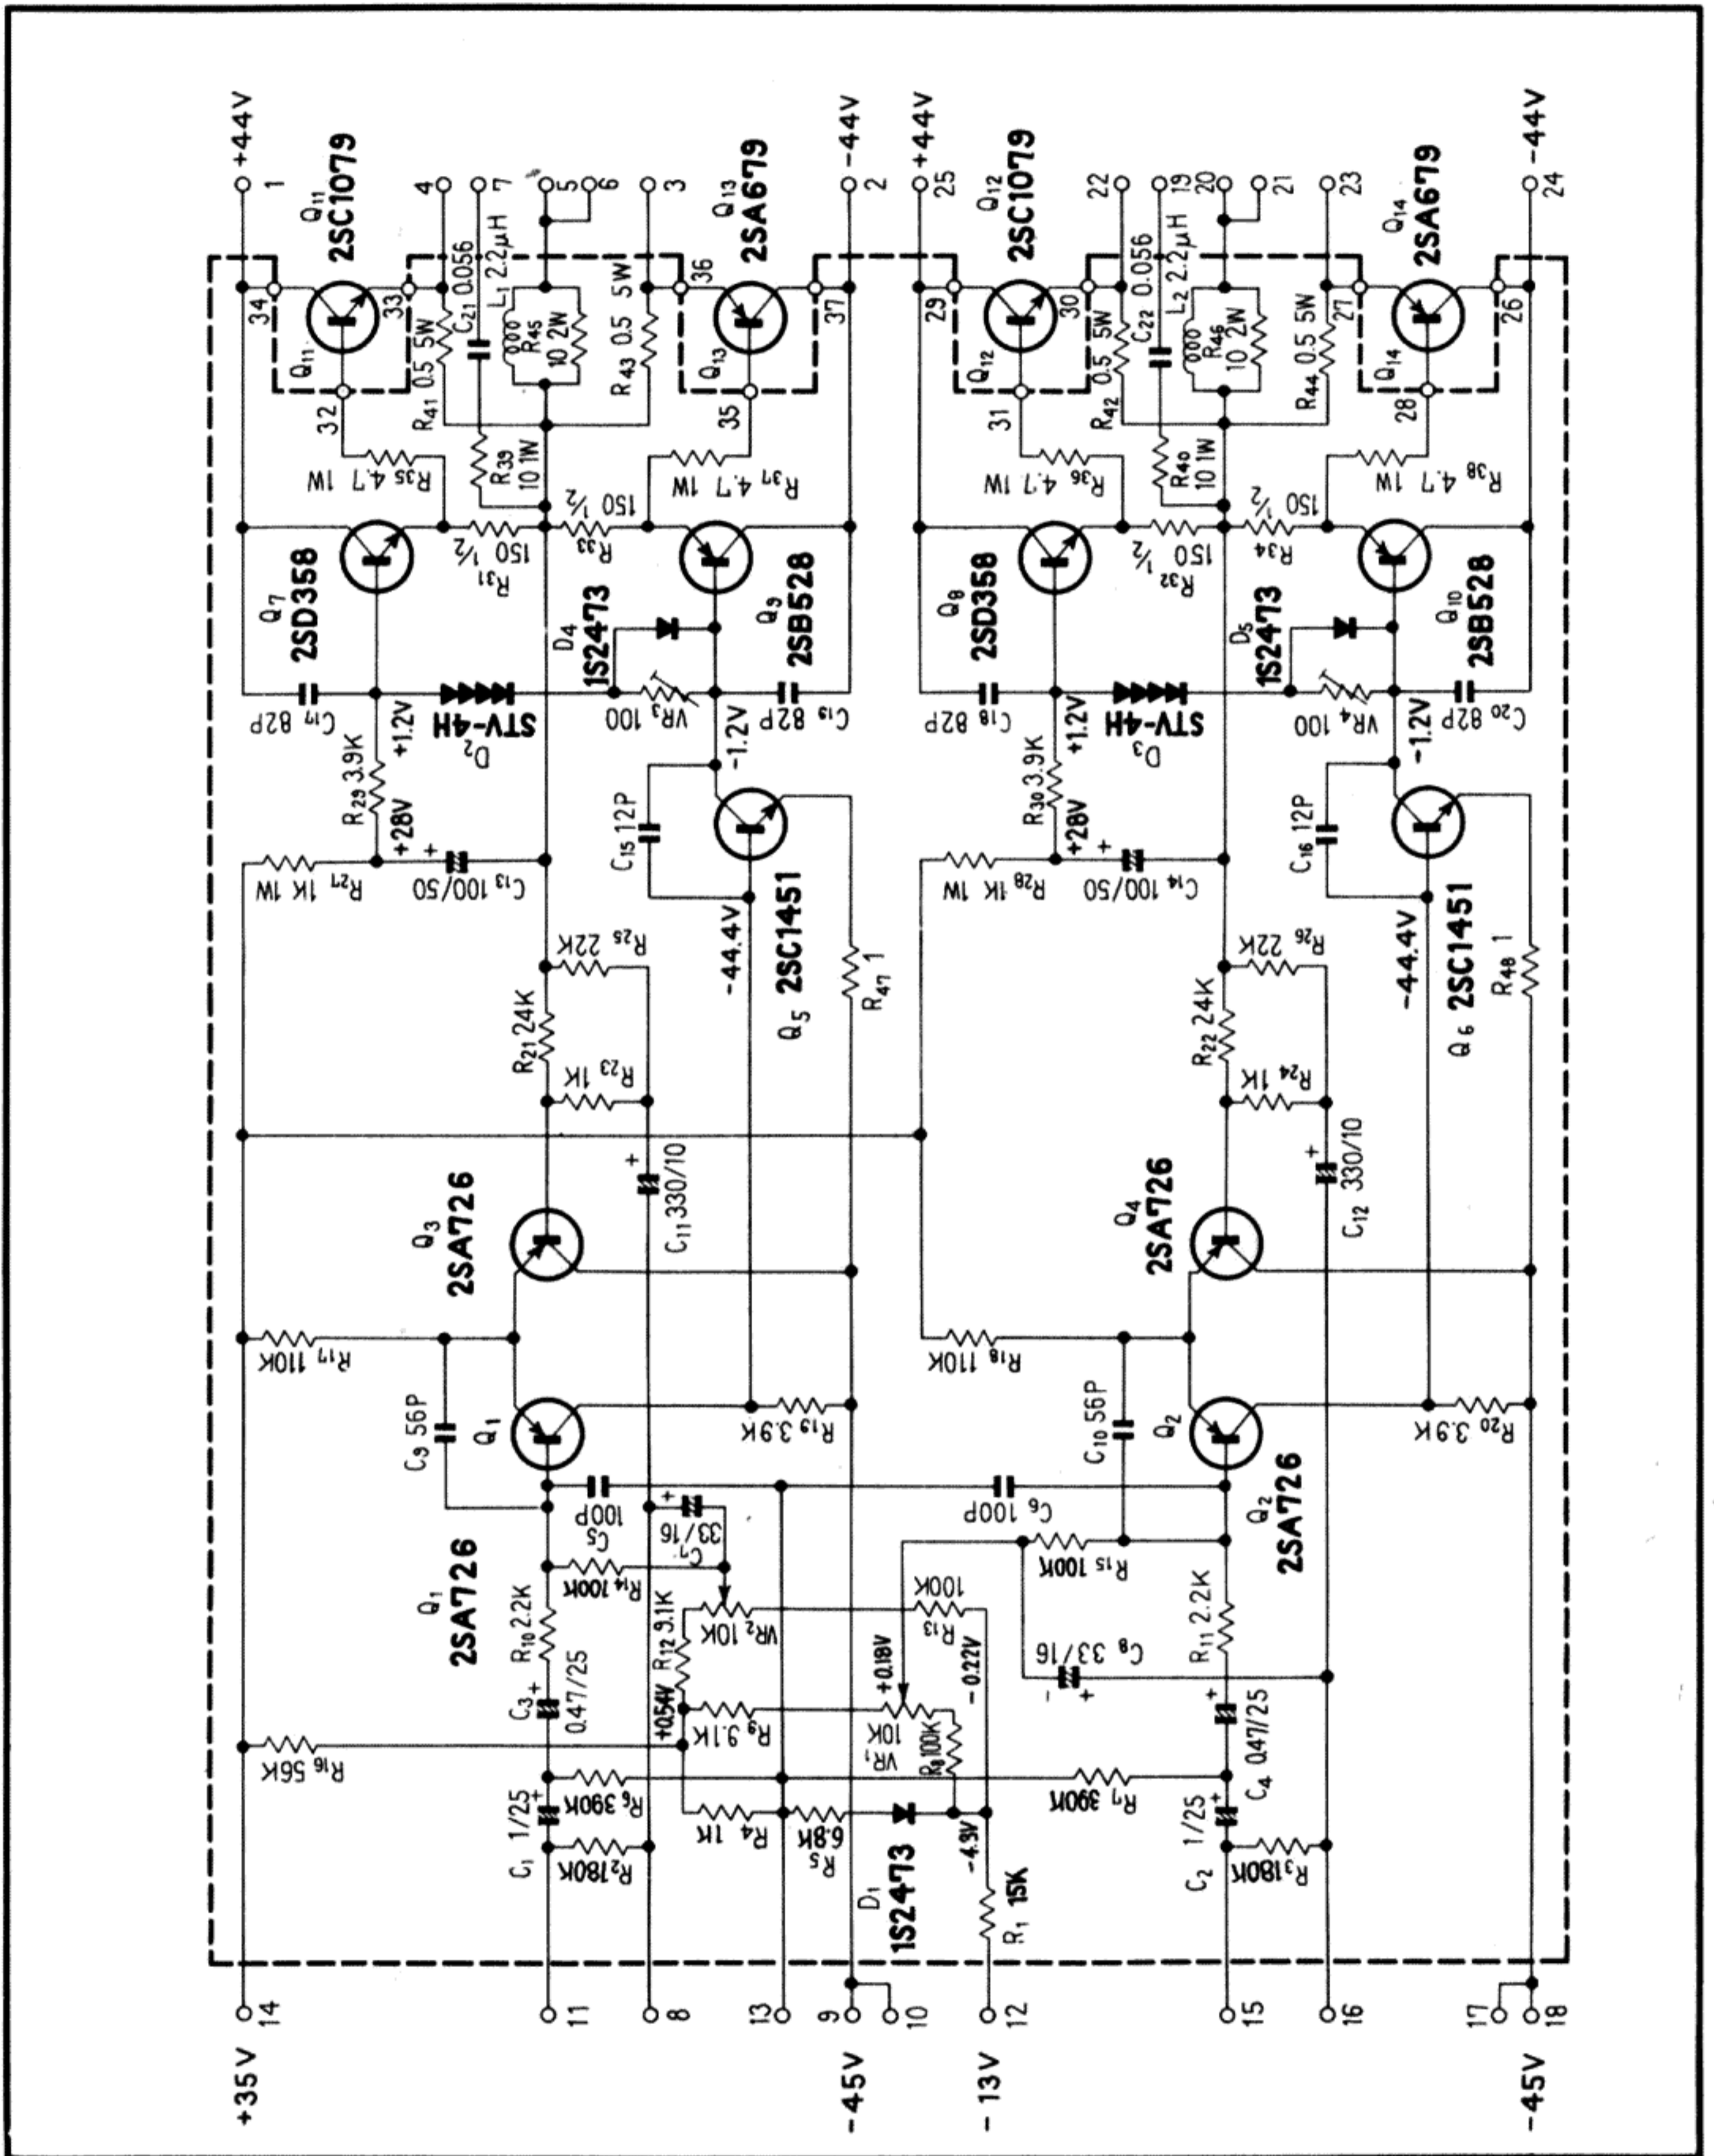 +44V
1
Q11
2SC1079
4
7
5
6
3
Q13
2SA679
-44V
2
+44V
25
Q12
2SC1079
22
19
20
21
23
Q14
2SA679
-44V
24
34
Q11
33
32
R41 0.5 5W
C21 0.056
L1 2.2µH
R45
10 2W
R43 0.5 5W
36
Q13
37
35
29
Q12
30
31
R42 0.5 5W
C22 0.056
L2 2.2µH
R46
10 2W
R44 0.5 5W
27
Q14
26
28
R35 4.7 1W
R39
10 1W
R37 4.7 1W
R36 4.7 1W
R40
10 1W
R38 4.7 1W
Q7
2SD358
R31
150 ½
R33
150 ½
D4
1S2473
Q9
2SB528
Q8
2SD358
R32
150 ½
R34
150 ½
D5
1S2473
Q10
2SB528
C17 82P
+1.2V
D2
STV-4H
VR3 100
C19 82P
-1.2V
C18 82P
+1.2V
D3
STV-4H
VR4 100
C20 82P
-1.2V
R29 3.9K
+28V
R27 1K 1W
C13 100/50
C15 12P
-44.4V
Q5 2SC1451
R47 1
R30 3.9K
+28V
R28 1K 1W
C14 100/50
C16 12P
-44.4V
Q6 2SC1451
R48 1
R25
22K
R21 24K
R23 1K
R26
22K
R22 24K
R24 1K
Q3
2SA726
C11 330/10
Q4
2SA726
C12 330/10
R17
110K
R18
110K
C9 56P
Q1
R19 3.9K
C10 56P
Q2
R20
3.9K
Q1
2SA726
C5
100P
C7
33/16
+
C6 100P
Q2
2SA726
R10 2.2K
R14 100K
R12 9.1K
VR2 10K
R13
100K
R15 100K
R11 2.2K
C3 +
0.47/25
+0.54V
R9 9.1K
+0.18V
10K
VR1
R8 100K
-0.22V
C8 33/16
-
+
C4 0.47/25
+
R16 56K
C1 1/25 +
R6 390K
R2 180K
R4 1K
R5
6.8K
D1
1S2473
-4.9V
R1 15K
R7 390K
C2 1/25 +
R3 180K
+35V
14
11
8
13
9
10
-45V
12
-13V
15
16
17
18
-45V